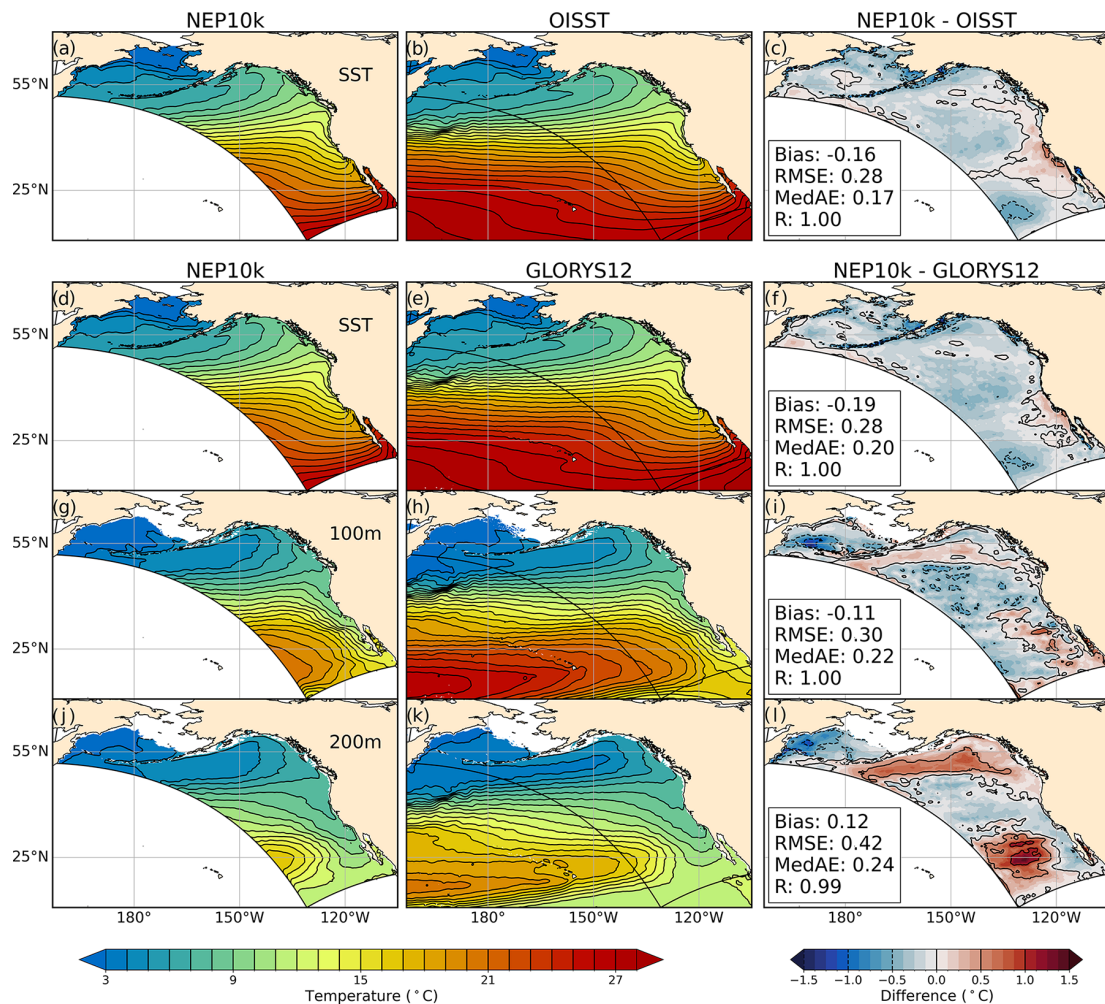 NEP10k OISST NEP10k - OISST
(a) (b) (c)
SST
55°N
Bias: -0.16
RMSE: 0.28
MedAE: 0.17
R: 1.00
25°N
NEP10k GLORYS12 NEP10k - GLORYS12
(d) (e) (f)
SST
55°N
Bias: -0.19
RMSE: 0.28
MedAE: 0.20
R: 1.00
25°N
(g) (h) (i)
100m
55°N
Bias: -0.11
RMSE: 0.30
MedAE: 0.22
R: 1.00
25°N
(j) (k) (l)
200m
55°N
Bias: 0.12
RMSE: 0.42
MedAE: 0.24
R: 0.99
25°N
180° 150°W 120°W 180° 150°W 120°W 180° 150°W 120°W
3 9 15 21 27
Temperature (°C)
−1.5 −1.0 −0.5 0.0 0.5 1.0 1.5
Difference (°C)